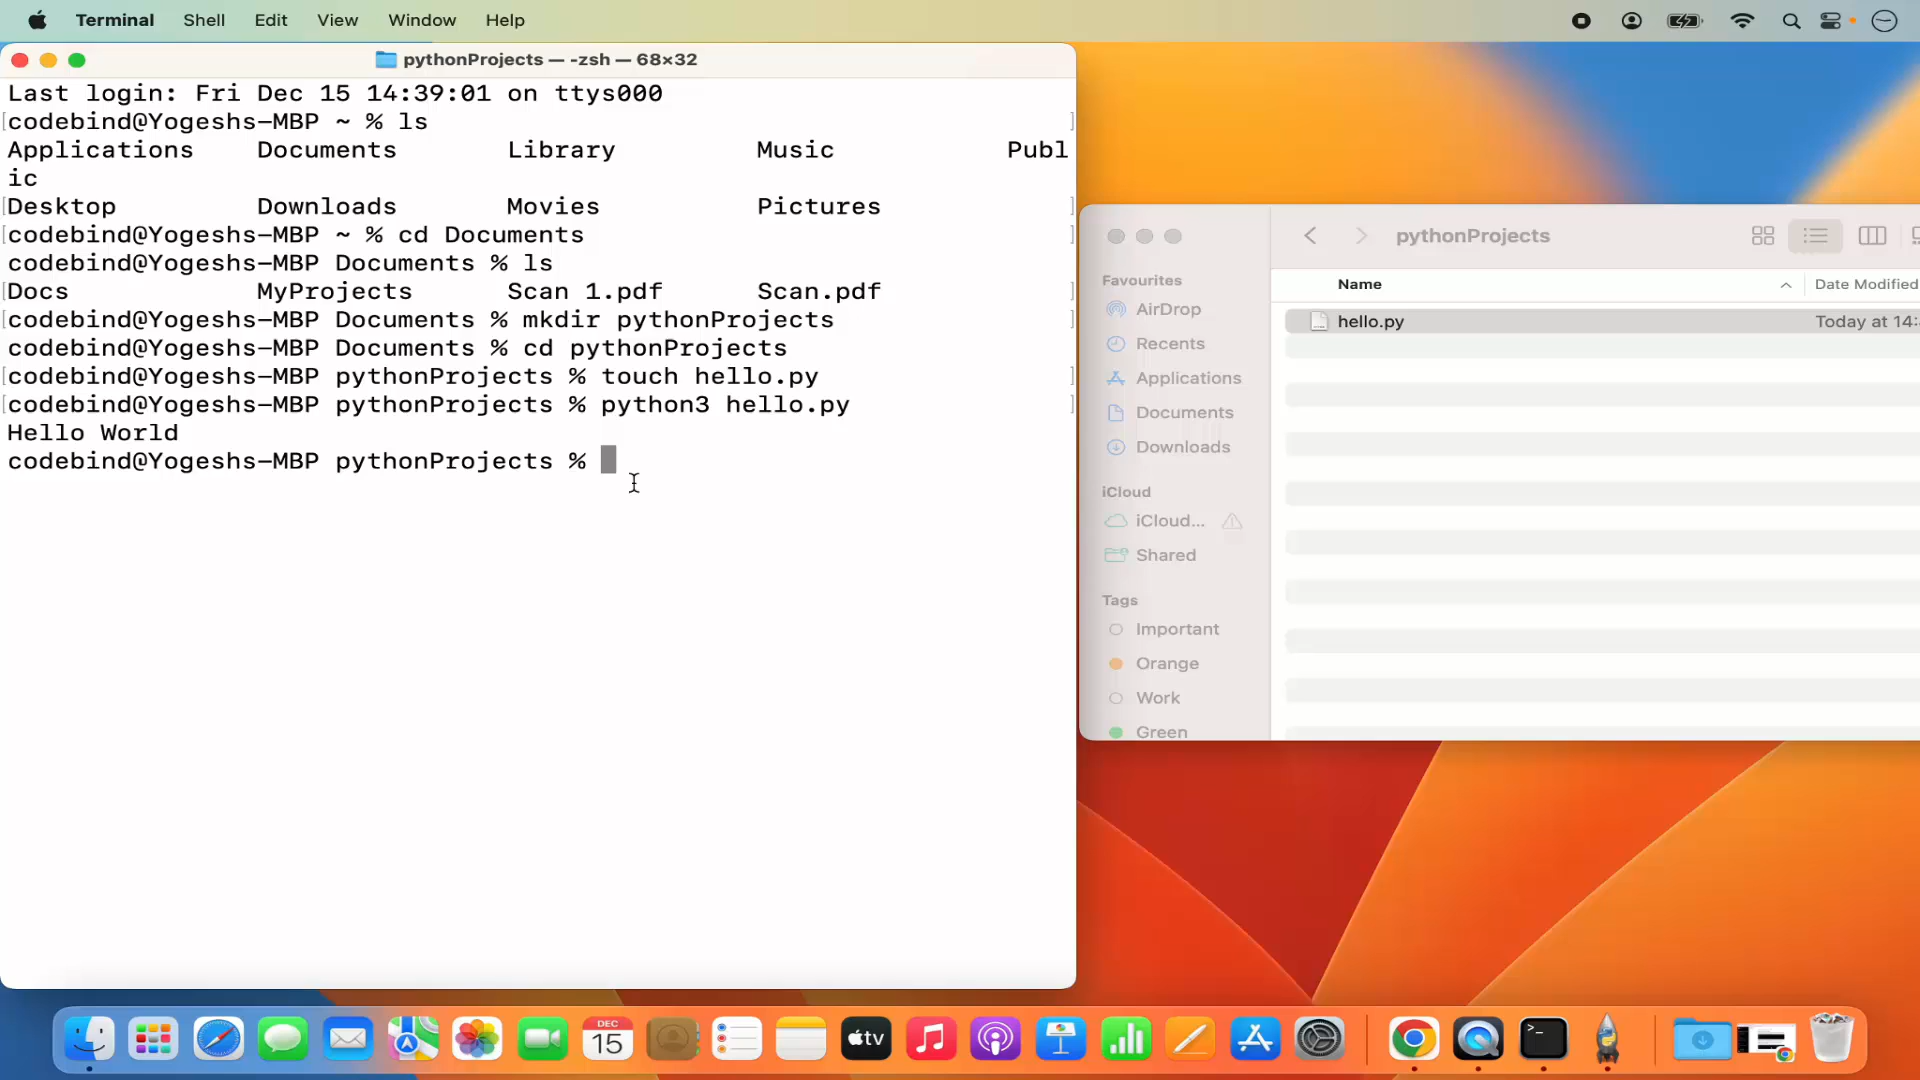 Terminal Shell Edit View Window Help
pythonProjects — -zsh — 68×32
Last login: Fri Dec 15 14:39:01 on ttys000
[codebind@Yogeshs-MBP ~ % ls ]
Applications Documents Library Music Publ
ic
[Desktop Downloads Movies Pictures ]
[codebind@Yogeshs-MBP ~ % cd Documents ]
codebind@Yogeshs-MBP Documents % ls
[Docs MyProjects Scan 1.pdf Scan.pdf ]
[codebind@Yogeshs-MBP Documents % mkdir pythonProjects ]
codebind@Yogeshs-MBP Documents % cd pythonProjects
[codebind@Yogeshs-MBP pythonProjects % touch hello.py ]
[codebind@Yogeshs-MBP pythonProjects % python3 hello.py ]
Hello World
codebind@Yogeshs-MBP pythonProjects %
pythonProjects
Favourites
AirDrop
Recents
Applications
Documents
Downloads
iCloud
iCloud...
Shared
Tags
Important
Orange
Work
Green
Name Date Modified
hello.py Today at 14:
DEC
15
tv
>_